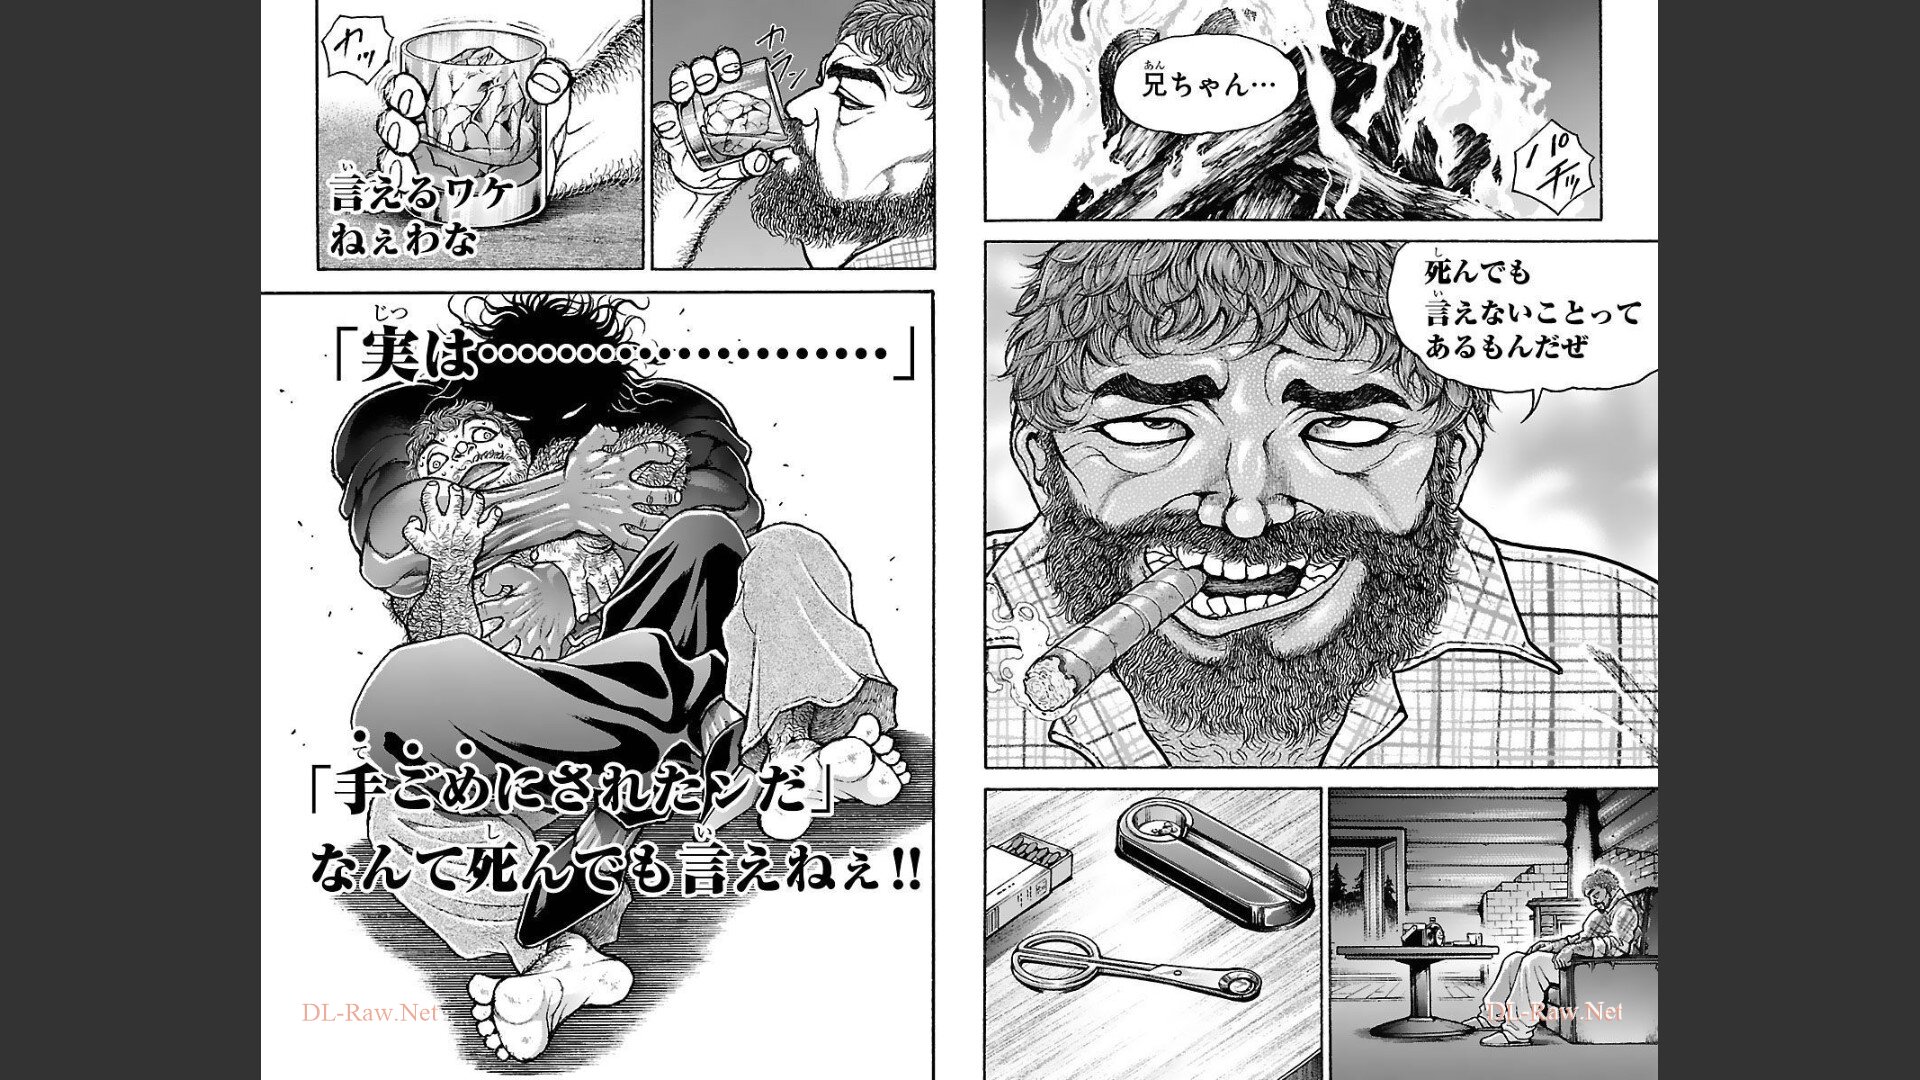 兄ちゃん…
パチッ
死んでも
言えないことって
あるもんだぜ
カラン
カッ
言えるワケ
ねぇわな
「実は…………………」
「手ごめにされたンだ」
なんて死んでも言えねぇ!!
DL-Raw.Net
DL-Raw.Net